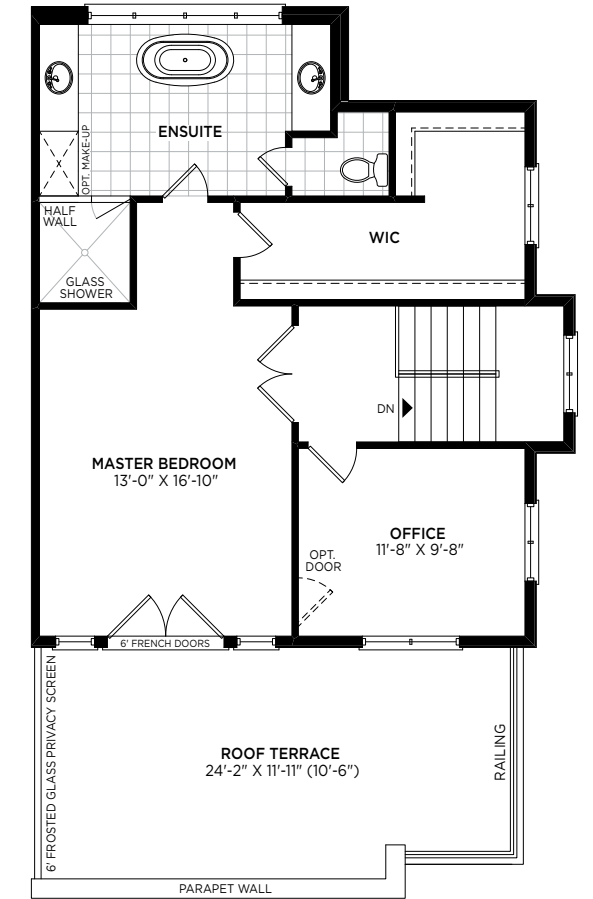 ENSUITE
OPT. MAKE-UP
HALF
WALL
GLASS
SHOWER
WIC
DN
MASTER BEDROOM
13'-0" X 16'-10"
OFFICE
11'-8" X 9'-8"
OPT.
DOOR
6' FRENCH DOORS
6' FROSTED GLASS PRIVACY SCREEN
ROOF TERRACE
24'-2" X 11'-11" (10'-6")
RAILING
PARAPET WALL